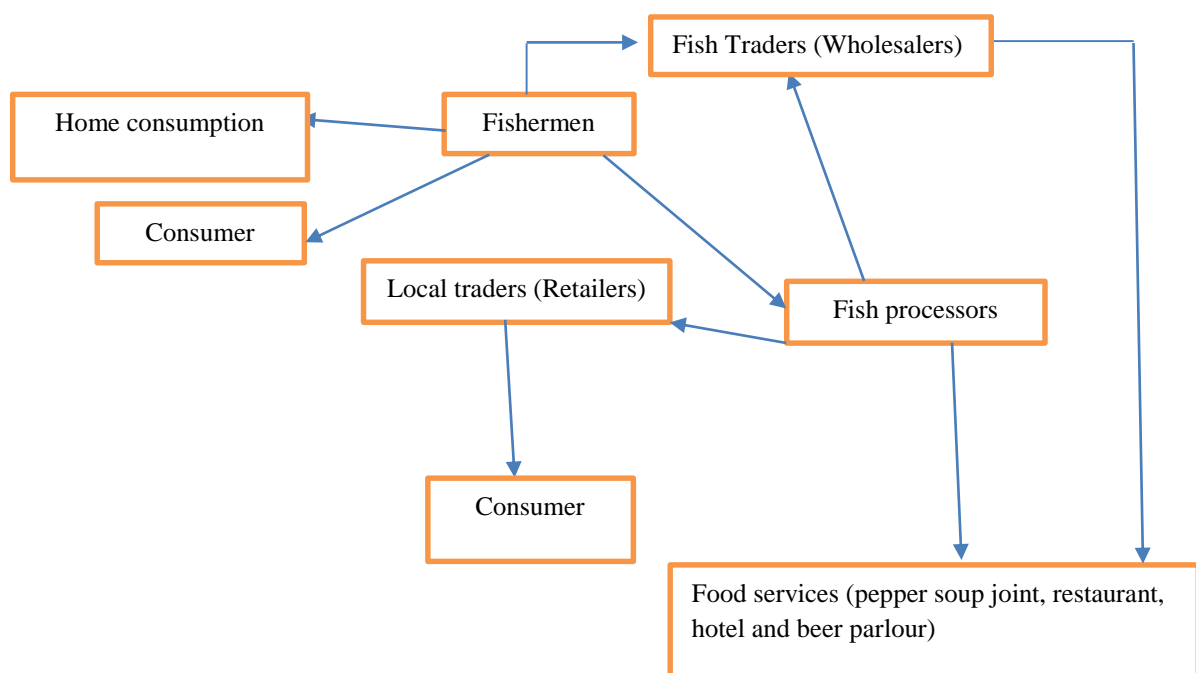 Fish Traders (Wholesalers)
Home consumption
Fishermen
Consumer
Local traders (Retailers)
Fish processors
Consumer
Food services (pepper soup joint, restaurant,
hotel and beer parlour)